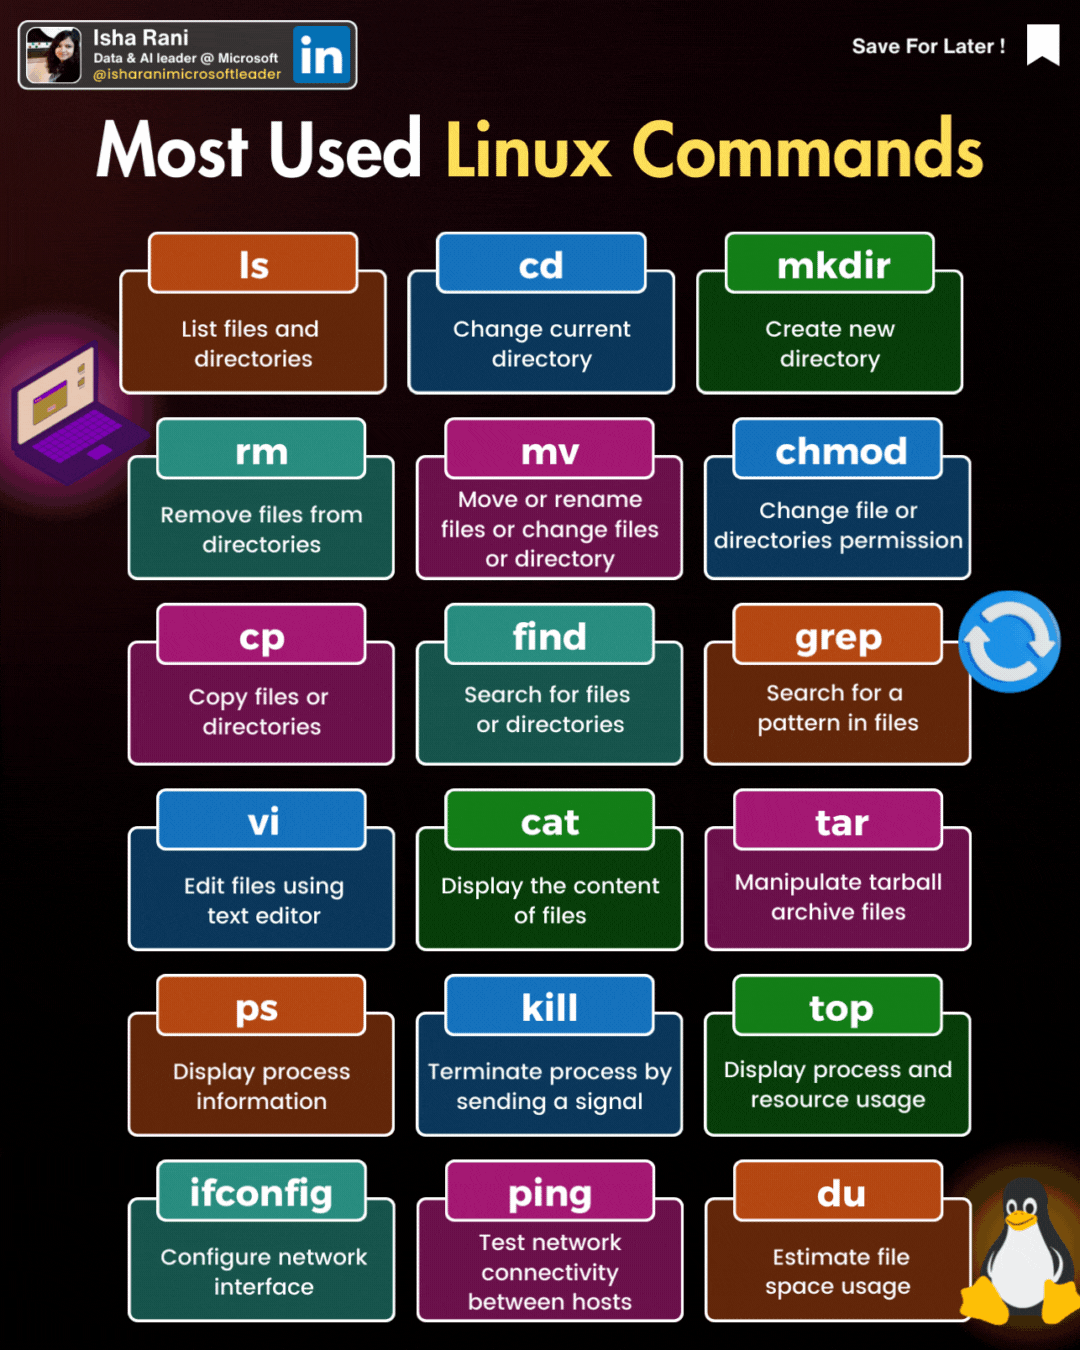 Isha Rani
Data & AI leader @ Microsoft
@isharanimicrosoftleader
in
Save For Later !
Most Used Linux Commands
ls
List files and
directories
cd
Change current
directory
mkdir
Create new
directory
rm
Remove files from
directories
mv
Move or rename
files or change files
or directory
chmod
Change file or
directories permission
cp
Copy files or
directories
find
Search for files
or directories
grep
Search for a
pattern in files
vi
Edit files using
text editor
cat
Display the content
of files
tar
Manipulate tarball
archive files
ps
Display process
information
kill
Terminate process by
sending a signal
top
Display process and
resource usage
ifconfig
Configure network
interface
ping
Test network
connectivity
between hosts
du
Estimate file
space usage